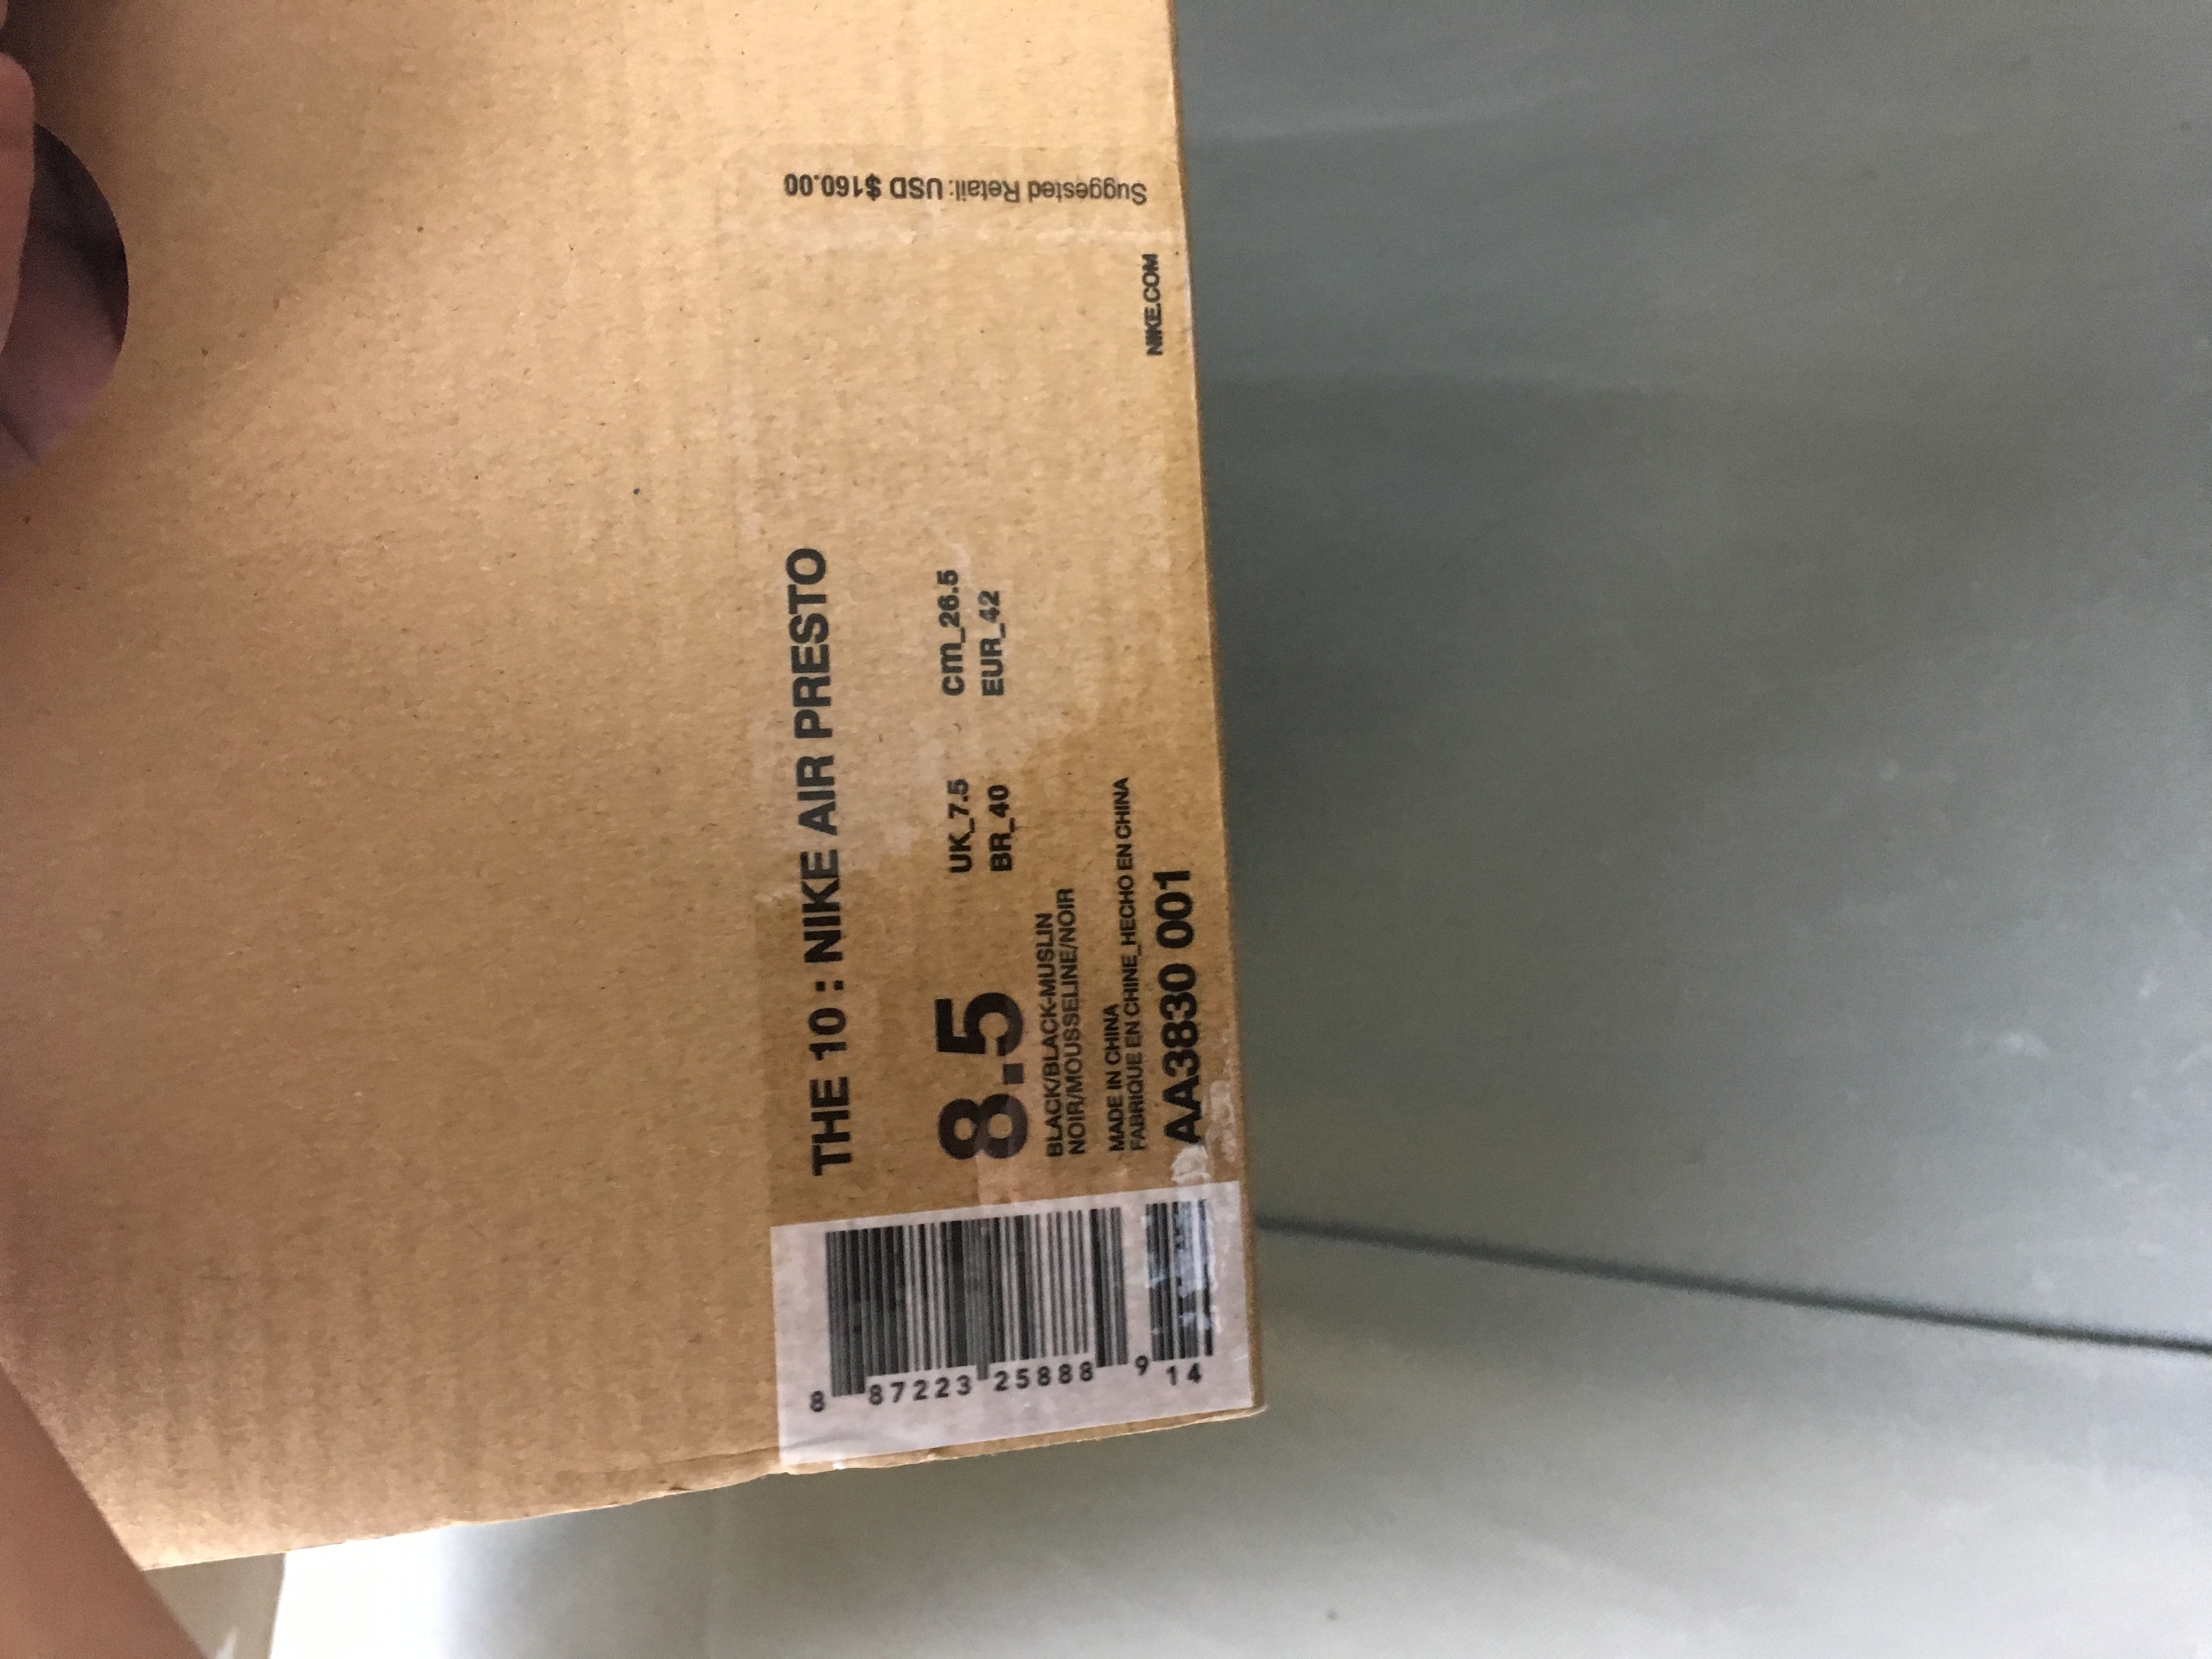 Suggested Retail: USD $160.00
THE 10 : NIKE AIR PRESTO
8.5
UK_7.5 cm_26.5
BR_40 EUR_42
BLACK/BLACK-MUSLIN
NOIR/MOUSSELINE/NOIR
MADE IN CHINA
FABRIQUE EN CHINE_HECHO EN CHINA
AA3830 001
NIKE.COM
8 87223 25888 9
14